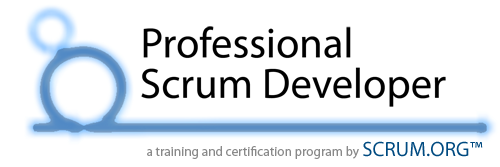 Professional
Scrum Developer
a training and certification program by SCRUM.ORG™